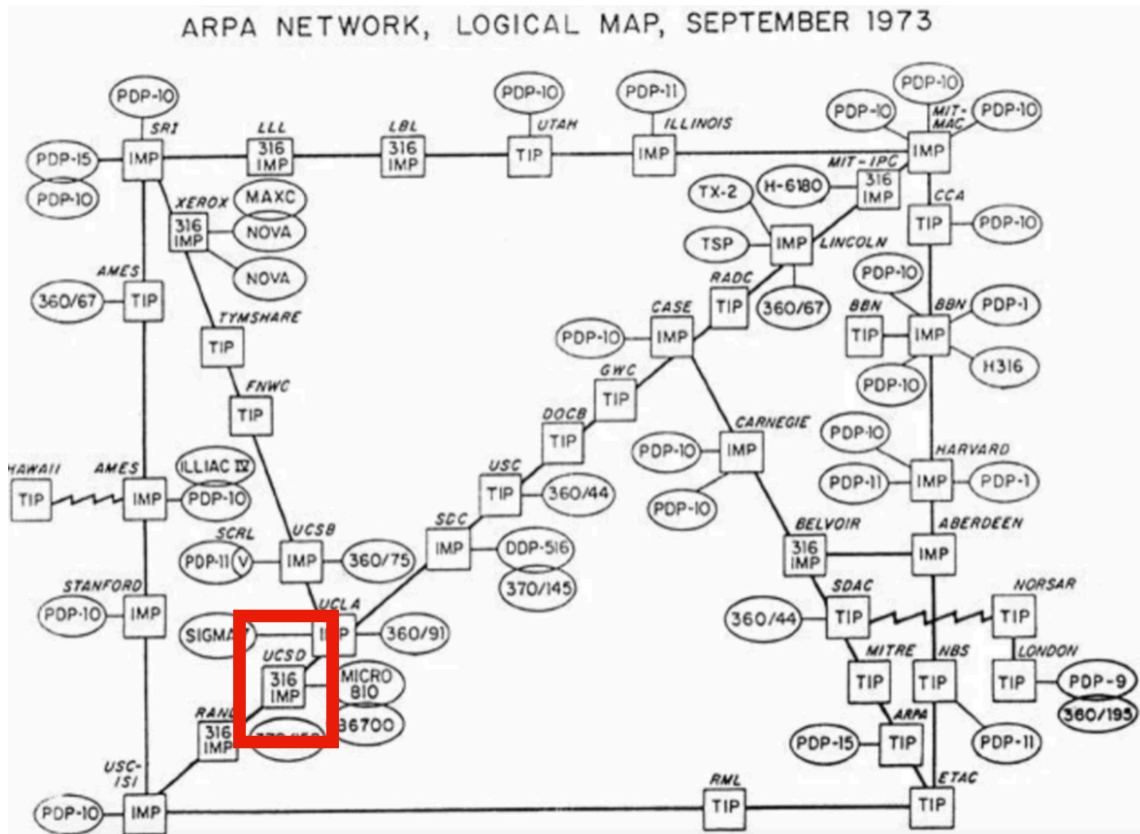 ARPA NETWORK, LOGICAL MAP, SEPTEMBER 1973
PDP-10
PDP-10
PDP-11
PDP-10
PDP-10
PDP-10
SRI
LLL
LBL
UTAH
ILLINOIS
MIT-
MAC
PDP-15
IMP
316
IMP
316
IMP
TIP
IMP
IMP
PDP-10
MIT-IPC
XEROX
MAXC
TX-2
H-6180
316
IMP
CCA
316
IMP
NOVA
TSP
IMP
LINCOLN
TIP
PDP-10
NOVA
AMES
RADC
PDP-10
360/67
TIP
TIP
360/67
BBN
BBN
PDP-1
TYMSHARE
CASE
TIP
PDP-10
IMP
TIP
IMP
H316
FNWC
GWC
PDP-10
TIP
TIP
DOCB
CARNEGIE
PDP-10
TIP
PDP-10
IMP
HARVARD
HAWAII
AMES
ILLIAC IV
USC
PDP-11
IMP
PDP-1
TIP
IMP
PDP-10
TIP
360/44
PDP-10
SCRL
UCSB
SDC
BELVOIR
ABERDEEN
PDP-11
V
IMP
360/75
IMP
DDP-516
316
IMP
IMP
370/145
STANFORD
UCLA
SDAC
NORSAR
PDP-10
IMP
360/44
TIP
TIP
IMP
360/91
UCSD
MITRE
NBS
LONDON
316
IMP
MICRO
810
TIP
TIP
TIP
PDP-9
360/195
316
IMP
ARPA
PDP-15
TIP
PDP-11
USC-
ISI
RML
ETAC
PDP-10
IMP
TIP
TIP